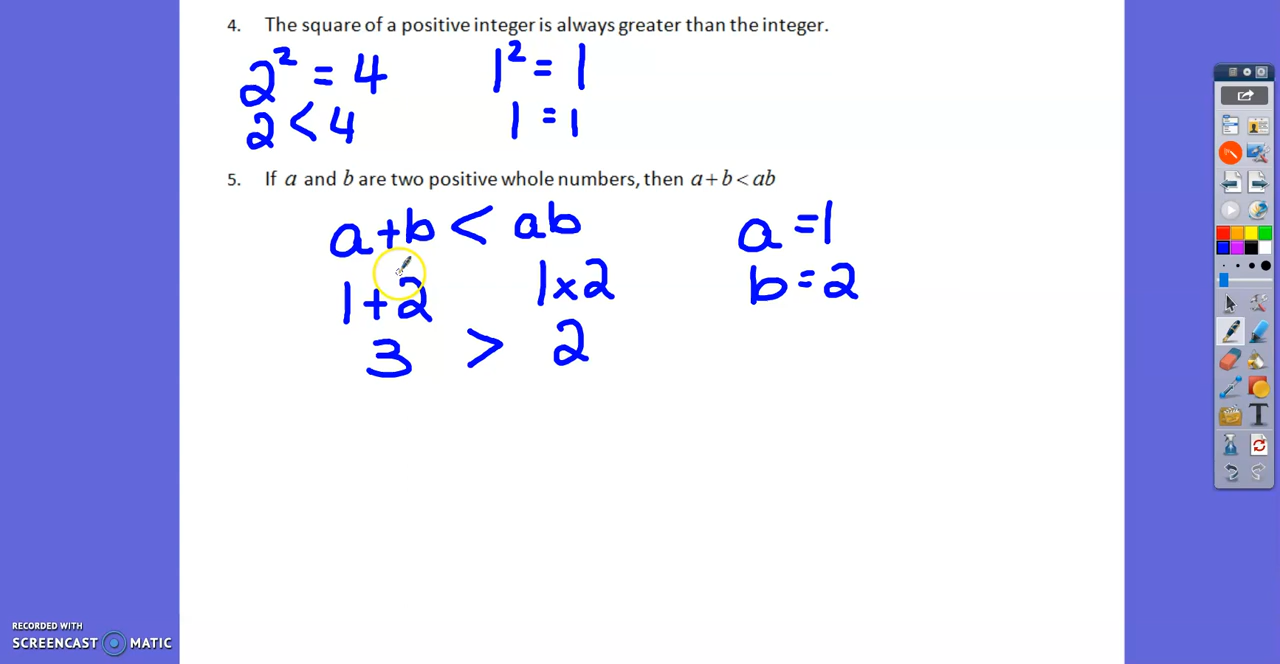 4. The square of a positive integer is always greater than the integer.
2² = 4 1² = 1
2 < 4 1 = 1
5. If a and b are two positive whole numbers, then a+b<ab
a+b < ab a =1
1+2 1×2 b=2
3 > 2
T
RECORDED WITH
SCREENCAST MATIC